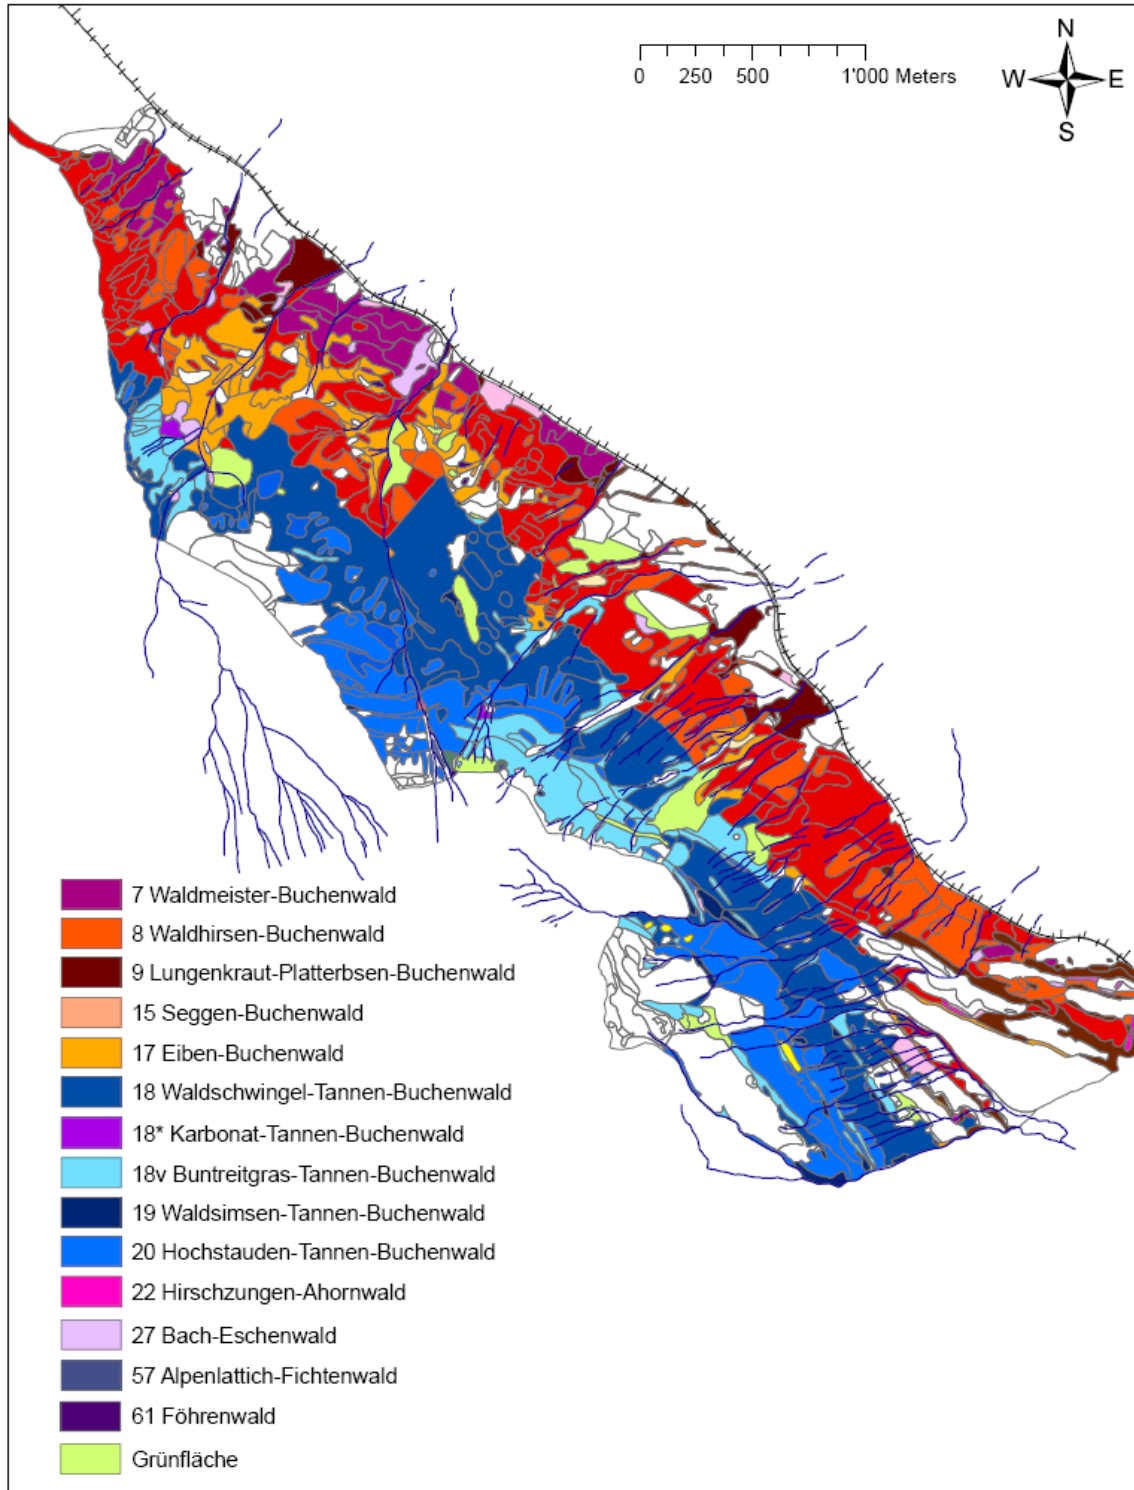 N
0 250 500 1'000 Meters
W E
S
7 Waldmeister-Buchenwald
8 Waldhirsen-Buchenwald
9 Lungenkraut-Platterbsen-Buchenwald
15 Seggen-Buchenwald
17 Eiben-Buchenwald
18 Waldschwingel-Tannen-Buchenwald
18* Karbonat-Tannen-Buchenwald
18v Buntreitgras-Tannen-Buchenwald
19 Waldsimsen-Tannen-Buchenwald
20 Hochstauden-Tannen-Buchenwald
22 Hirschzungen-Ahornwald
27 Bach-Eschenwald
57 Alpenlattich-Fichtenwald
61 Föhrenwald
Grünfläche